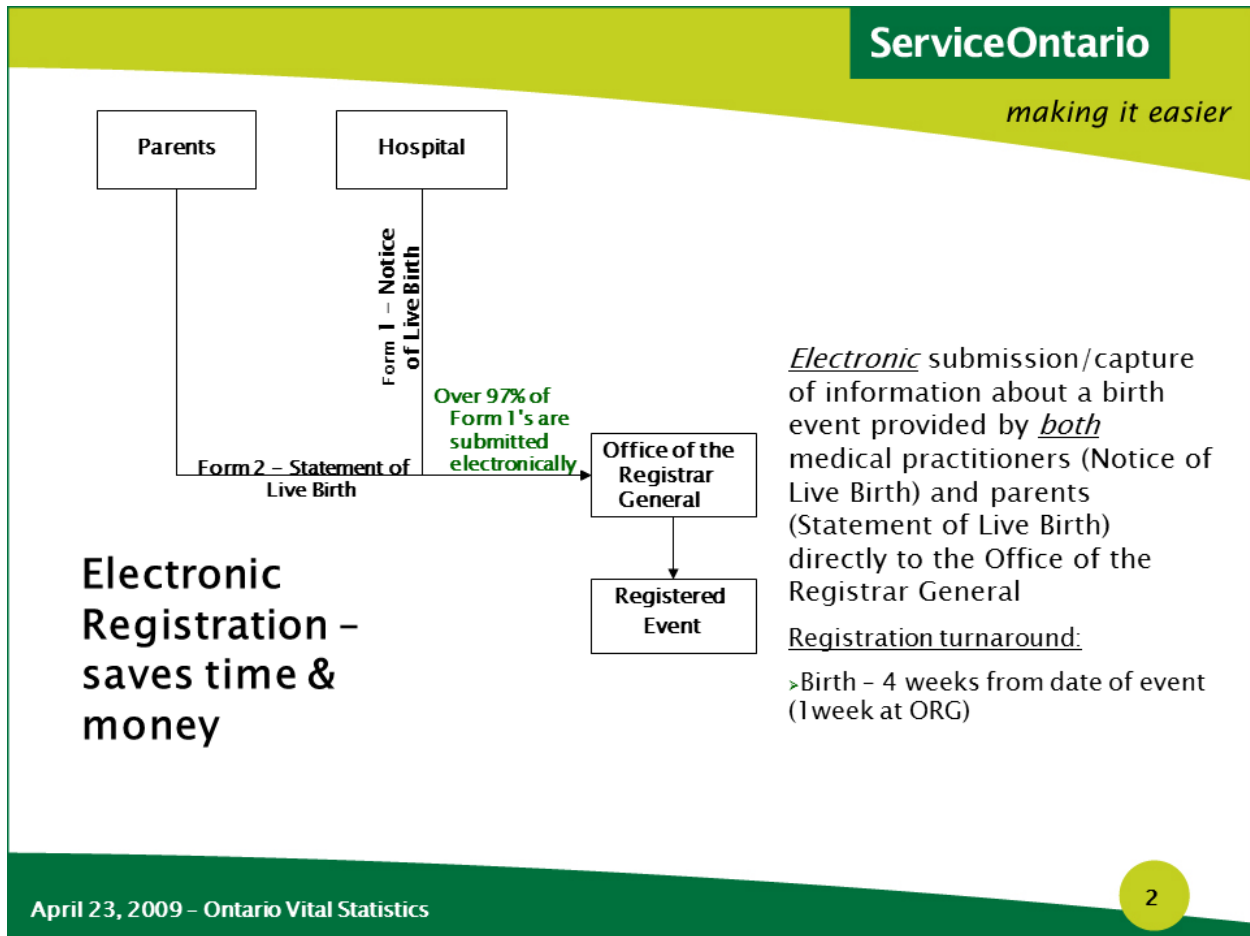 ServiceOntario
making it easier
Parents
Hospital
Form 1 – Notice
of Live Birth
Over 97% of
Form 1's are
submitted
electronically
Form 2 – Statement of
Live Birth
Office of the
Registrar
General
Registered
Event
Electronic
Registration –
saves time &
money
Electronic submission/capture
of information about a birth
event provided by both
medical practitioners (Notice of
Live Birth) and parents
(Statement of Live Birth)
directly to the Office of the
Registrar General
Registration turnaround:
➢Birth – 4 weeks from date of event
(1week at ORG)
April 23, 2009 – Ontario Vital Statistics
2